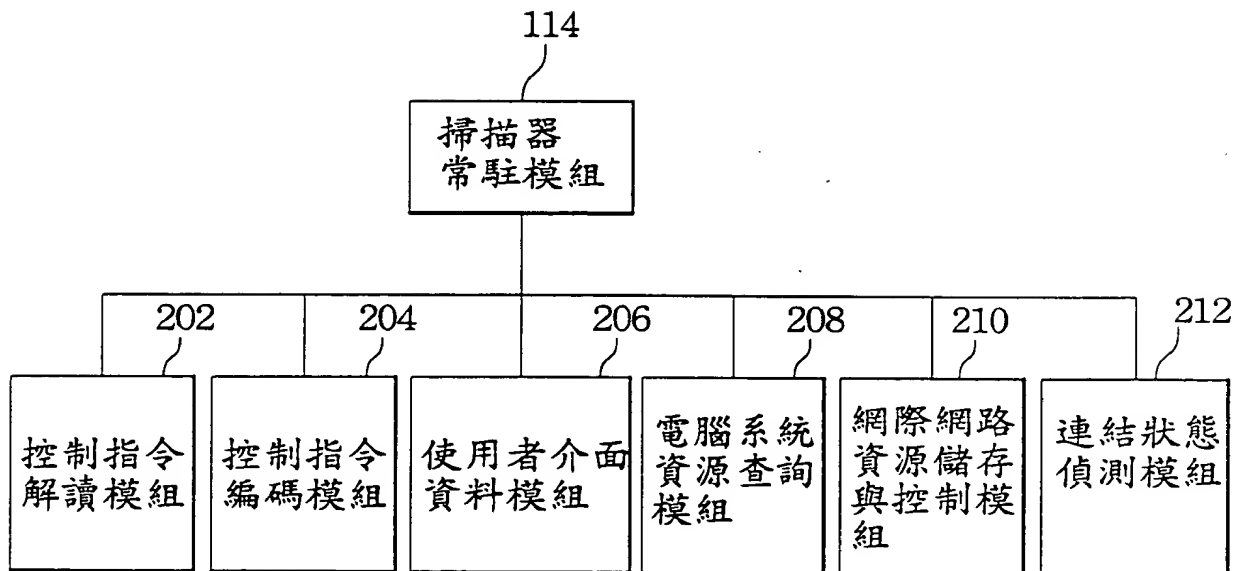 114
掃描器
常駐模組
202
204
206
208
210
212
控制指令
解讀模組
控制指令
編碼模組
使用者介面
資料模組
電腦系統
資源查詢
模組
網際網路
資源儲存
與控制模
組
連結狀態
偵測模組